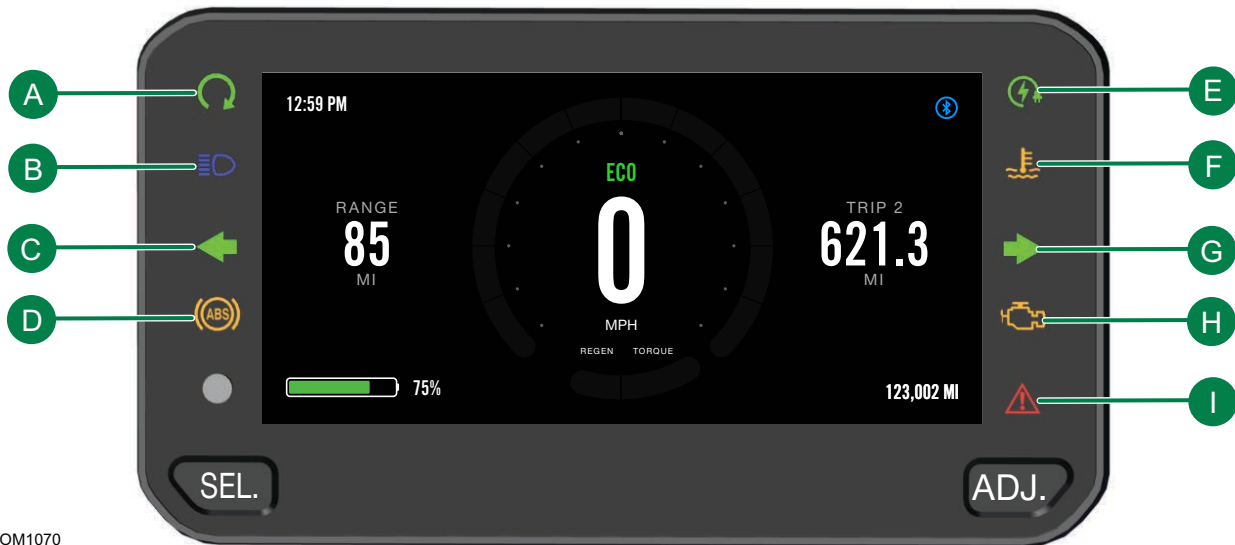 A
B
C
D
E
F
G
H
I
12:59 PM
ECO
RANGE
85
MI
0
MPH
TRIP 2
621.3
MI
REGEN TORQUE
75%
123,002 MI
ABS
SEL.
ADJ.
OM1070